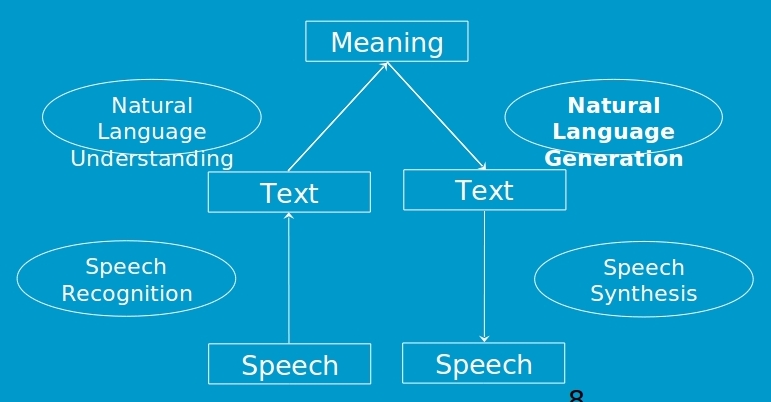 Meaning
Natural
Language
Understanding
Natural
Language
Generation
Text
Text
Speech
Recognition
Speech
Synthesis
Speech
Speech
8